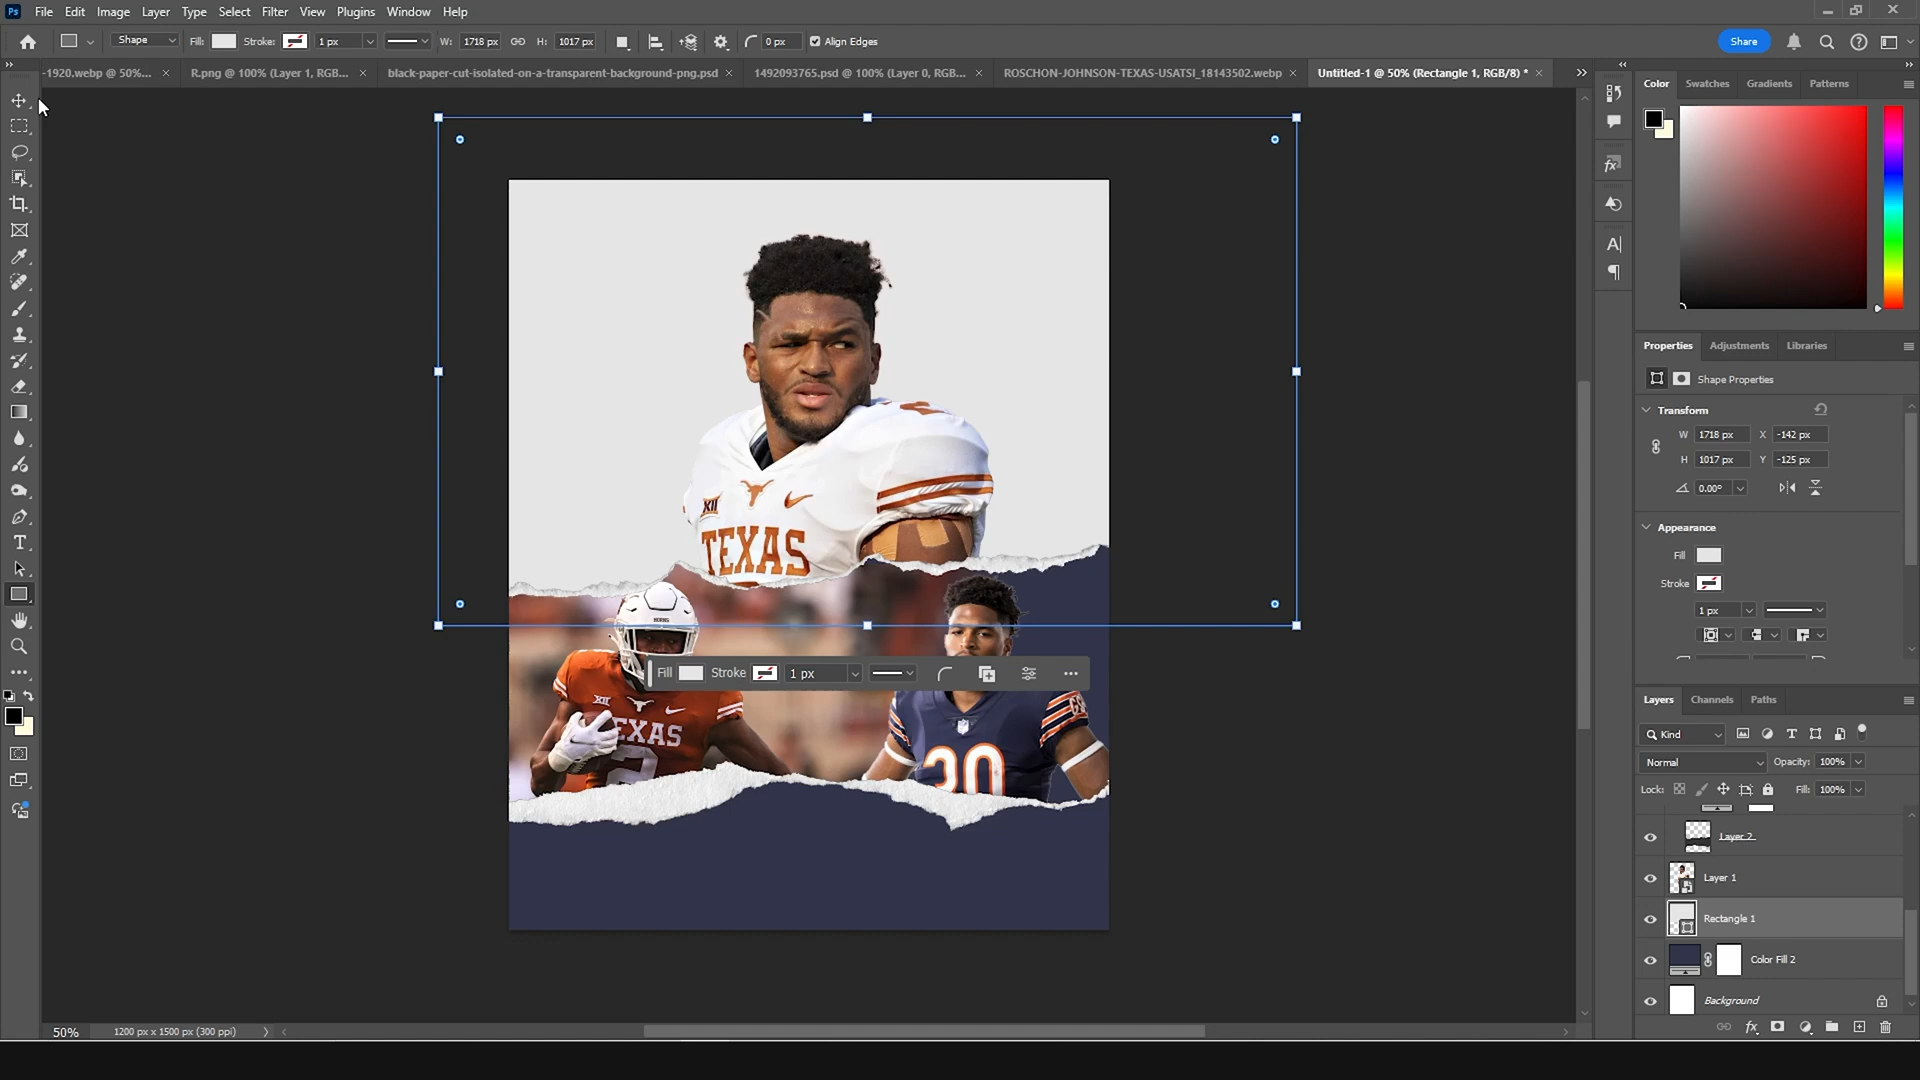 Ps File Edit Image Layer Type Select Filter View Plugins Window Help
Shape Fill: Stroke: 1 px W: 1718 px H: 1017 px 0 px Align Edges Share
-1920.webp @ 50%... × R.png @ 100% (Layer 1, RGB... × black-paper-cut-isolated-on-a-transparent-background-png.psd × 1492093765.psd @ 100% (Layer 0, RGB... × ROSCHON-JOHNSON-TEXAS-USATSI_18143502.webp × Untitled-1 @ 50% (Rectangle 1, RGB/8) * ×
Color Swatches Gradients Patterns
Properties Adjustments Libraries
Shape Properties
Transform
W 1718 px X -142 px
H 1017 px Y -125 px
0.00°
Appearance
Fill
Stroke
1 px
XII
TEXAS
XII
TEXAS
2
30
Fill Stroke 1 px
Layers Channels Paths
Kind
Normal Opacity: 100%
Lock: Fill: 100%
Layer 2
Layer 1
Rectangle 1
Color Fill 2
Background
50% 1200 px x 1500 px (300 ppi)